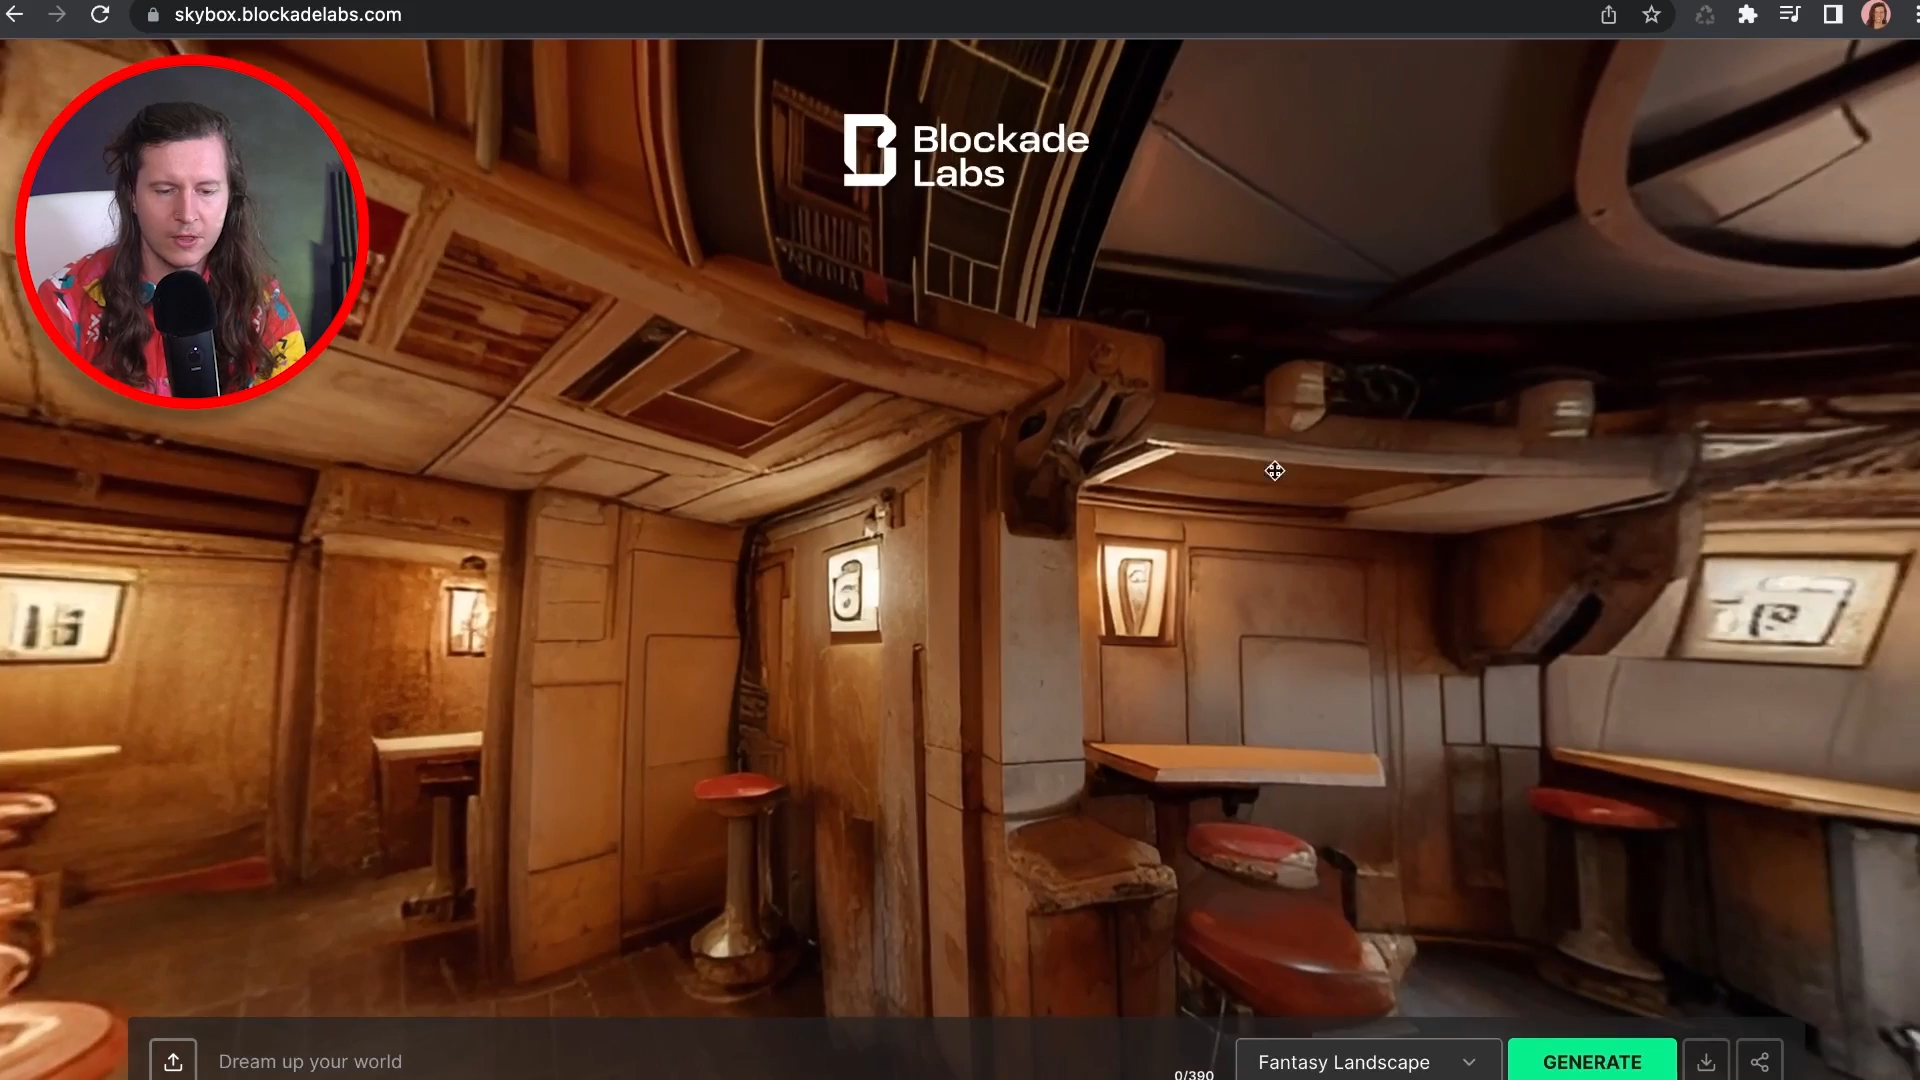 skybox.blockadelabs.com
Blockade
Labs
Dream up your world
0/390
Fantasy Landscape
GENERATE